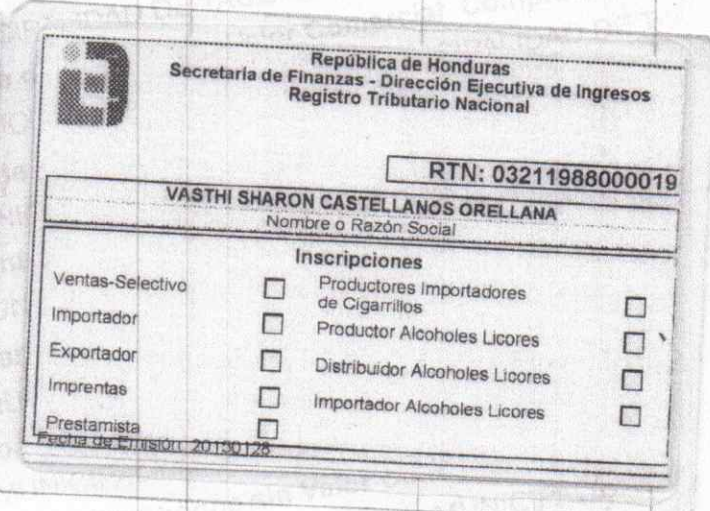 República de Honduras
Secretaría de Finanzas - Dirección Ejecutiva de Ingresos
Registro Tributario Nacional
RTN: 03211988000019
VASTHI SHARON CASTELLANOS ORELLANA
Nombre o Razón Social
Inscripciones
Ventas-Selectivo
Productores Importadores
de Cigarrillos
Importador
Productor Alcoholes Licores
Exportador
Distribuidor Alcoholes Licores
Imprentas
Importador Alcoholes Licores
Prestamista
Fecha de Emisión: